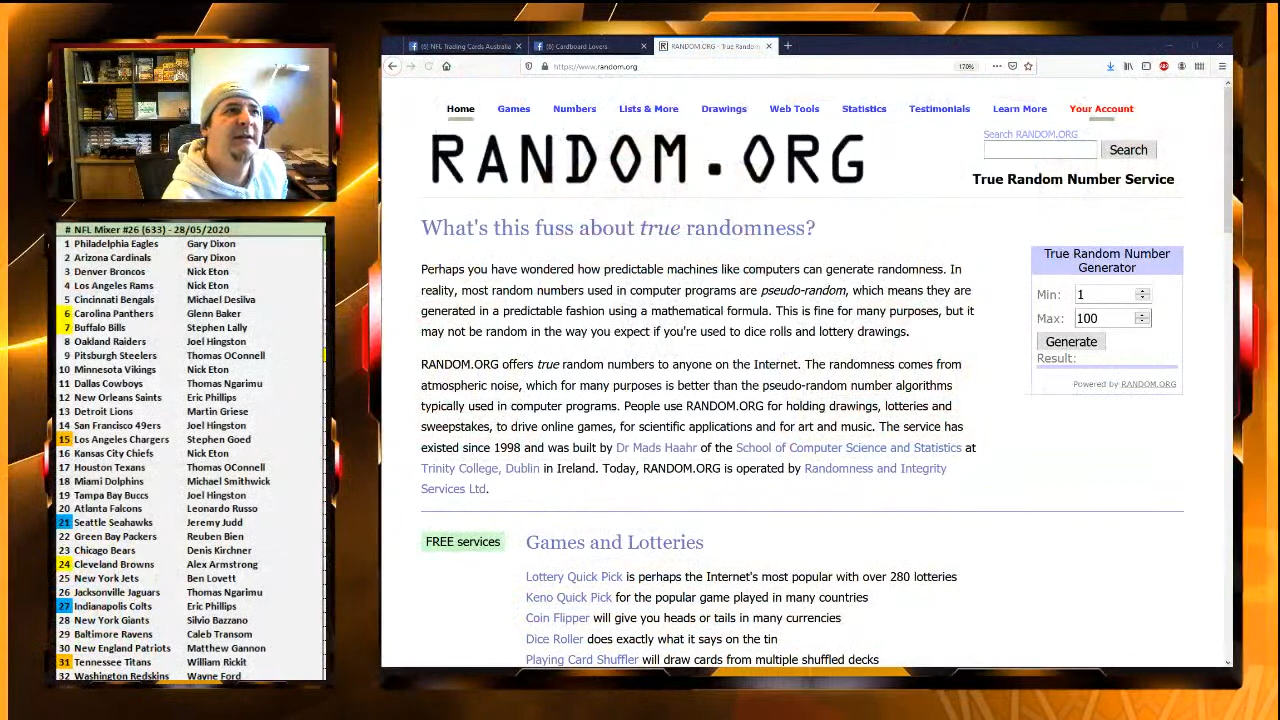 # NFL Mixer #26 (633) - 28/05/2020
1 Philadelphia Eagles Gary Dixon
2 Arizona Cardinals Gary Dixon
3 Denver Broncos Nick Eton
4 Los Angeles Rams Nick Eton
5 Cincinnati Bengals Michael Desilva
6 Carolina Panthers Glenn Baker
7 Buffalo Bills Stephen Lally
8 Oakland Raiders Joel Hingston
9 Pitsburgh Steelers Thomas OConnell
10 Minnesota Vikings Nick Eton
11 Dallas Cowboys Thomas Ngarimu
12 New Orleans Saints Eric Phillips
13 Detroit Lions Martin Griese
14 San Francisco 49ers Joel Hingston
15 Los Angeles Chargers Stephen Goed
16 Kansas City Chiefs Nick Eton
17 Houston Texans Thomas OConnell
18 Miami Dolphins Michael Smithwick
19 Tampa Bay Buccs Joel Hingston
20 Atlanta Falcons Leonardo Russo
21 Seattle Seahawks Jeremy Judd
22 Green Bay Packers Reuben Bien
23 Chicago Bears Denis Kirchner
24 Cleveland Browns Alex Armstrong
25 New York Jets Ben Lovett
26 Jacksonville Jaguars Thomas Ngarimu
27 Indianapolis Colts Eric Phillips
28 New York Giants Silvio Bazzano
29 Baltimore Ravens Caleb Transom
30 New England Patriots Matthew Gannon
31 Tennessee Titans William Rickit
32 Washington Redskins Wayne Ford
(6) NFL Trading Cards Australia (6) Cardboard Lovers RANDOM.ORG - True Random
https://www.random.org 170%
Home Games Numbers Lists & More Drawings Web Tools Statistics Testimonials Learn More Your Account
RANDOM.ORG
Search RANDOM.ORG
Search
True Random Number Service
What's this fuss about true randomness?
Perhaps you have wondered how predictable machines like computers can generate randomness. In
reality, most random numbers used in computer programs are pseudo-random, which means they are
generated in a predictable fashion using a mathematical formula. This is fine for many purposes, but it
may not be random in the way you expect if you're used to dice rolls and lottery drawings.
RANDOM.ORG offers true random numbers to anyone on the Internet. The randomness comes from
atmospheric noise, which for many purposes is better than the pseudo-random number algorithms
typically used in computer programs. People use RANDOM.ORG for holding drawings, lotteries and
sweepstakes, to drive online games, for scientific applications and for art and music. The service has
existed since 1998 and was built by Dr Mads Haahr of the School of Computer Science and Statistics at
Trinity College, Dublin in Ireland. Today, RANDOM.ORG is operated by Randomness and Integrity
Services Ltd.
True Random Number
Generator
Min: 1
Max: 100
Generate
Result:
Powered by RANDOM.ORG
FREE services
Games and Lotteries
Lottery Quick Pick is perhaps the Internet's most popular with over 280 lotteries
Keno Quick Pick for the popular game played in many countries
Coin Flipper will give you heads or tails in many currencies
Dice Roller does exactly what it says on the tin
Playing Card Shuffler will draw cards from multiple shuffled decks